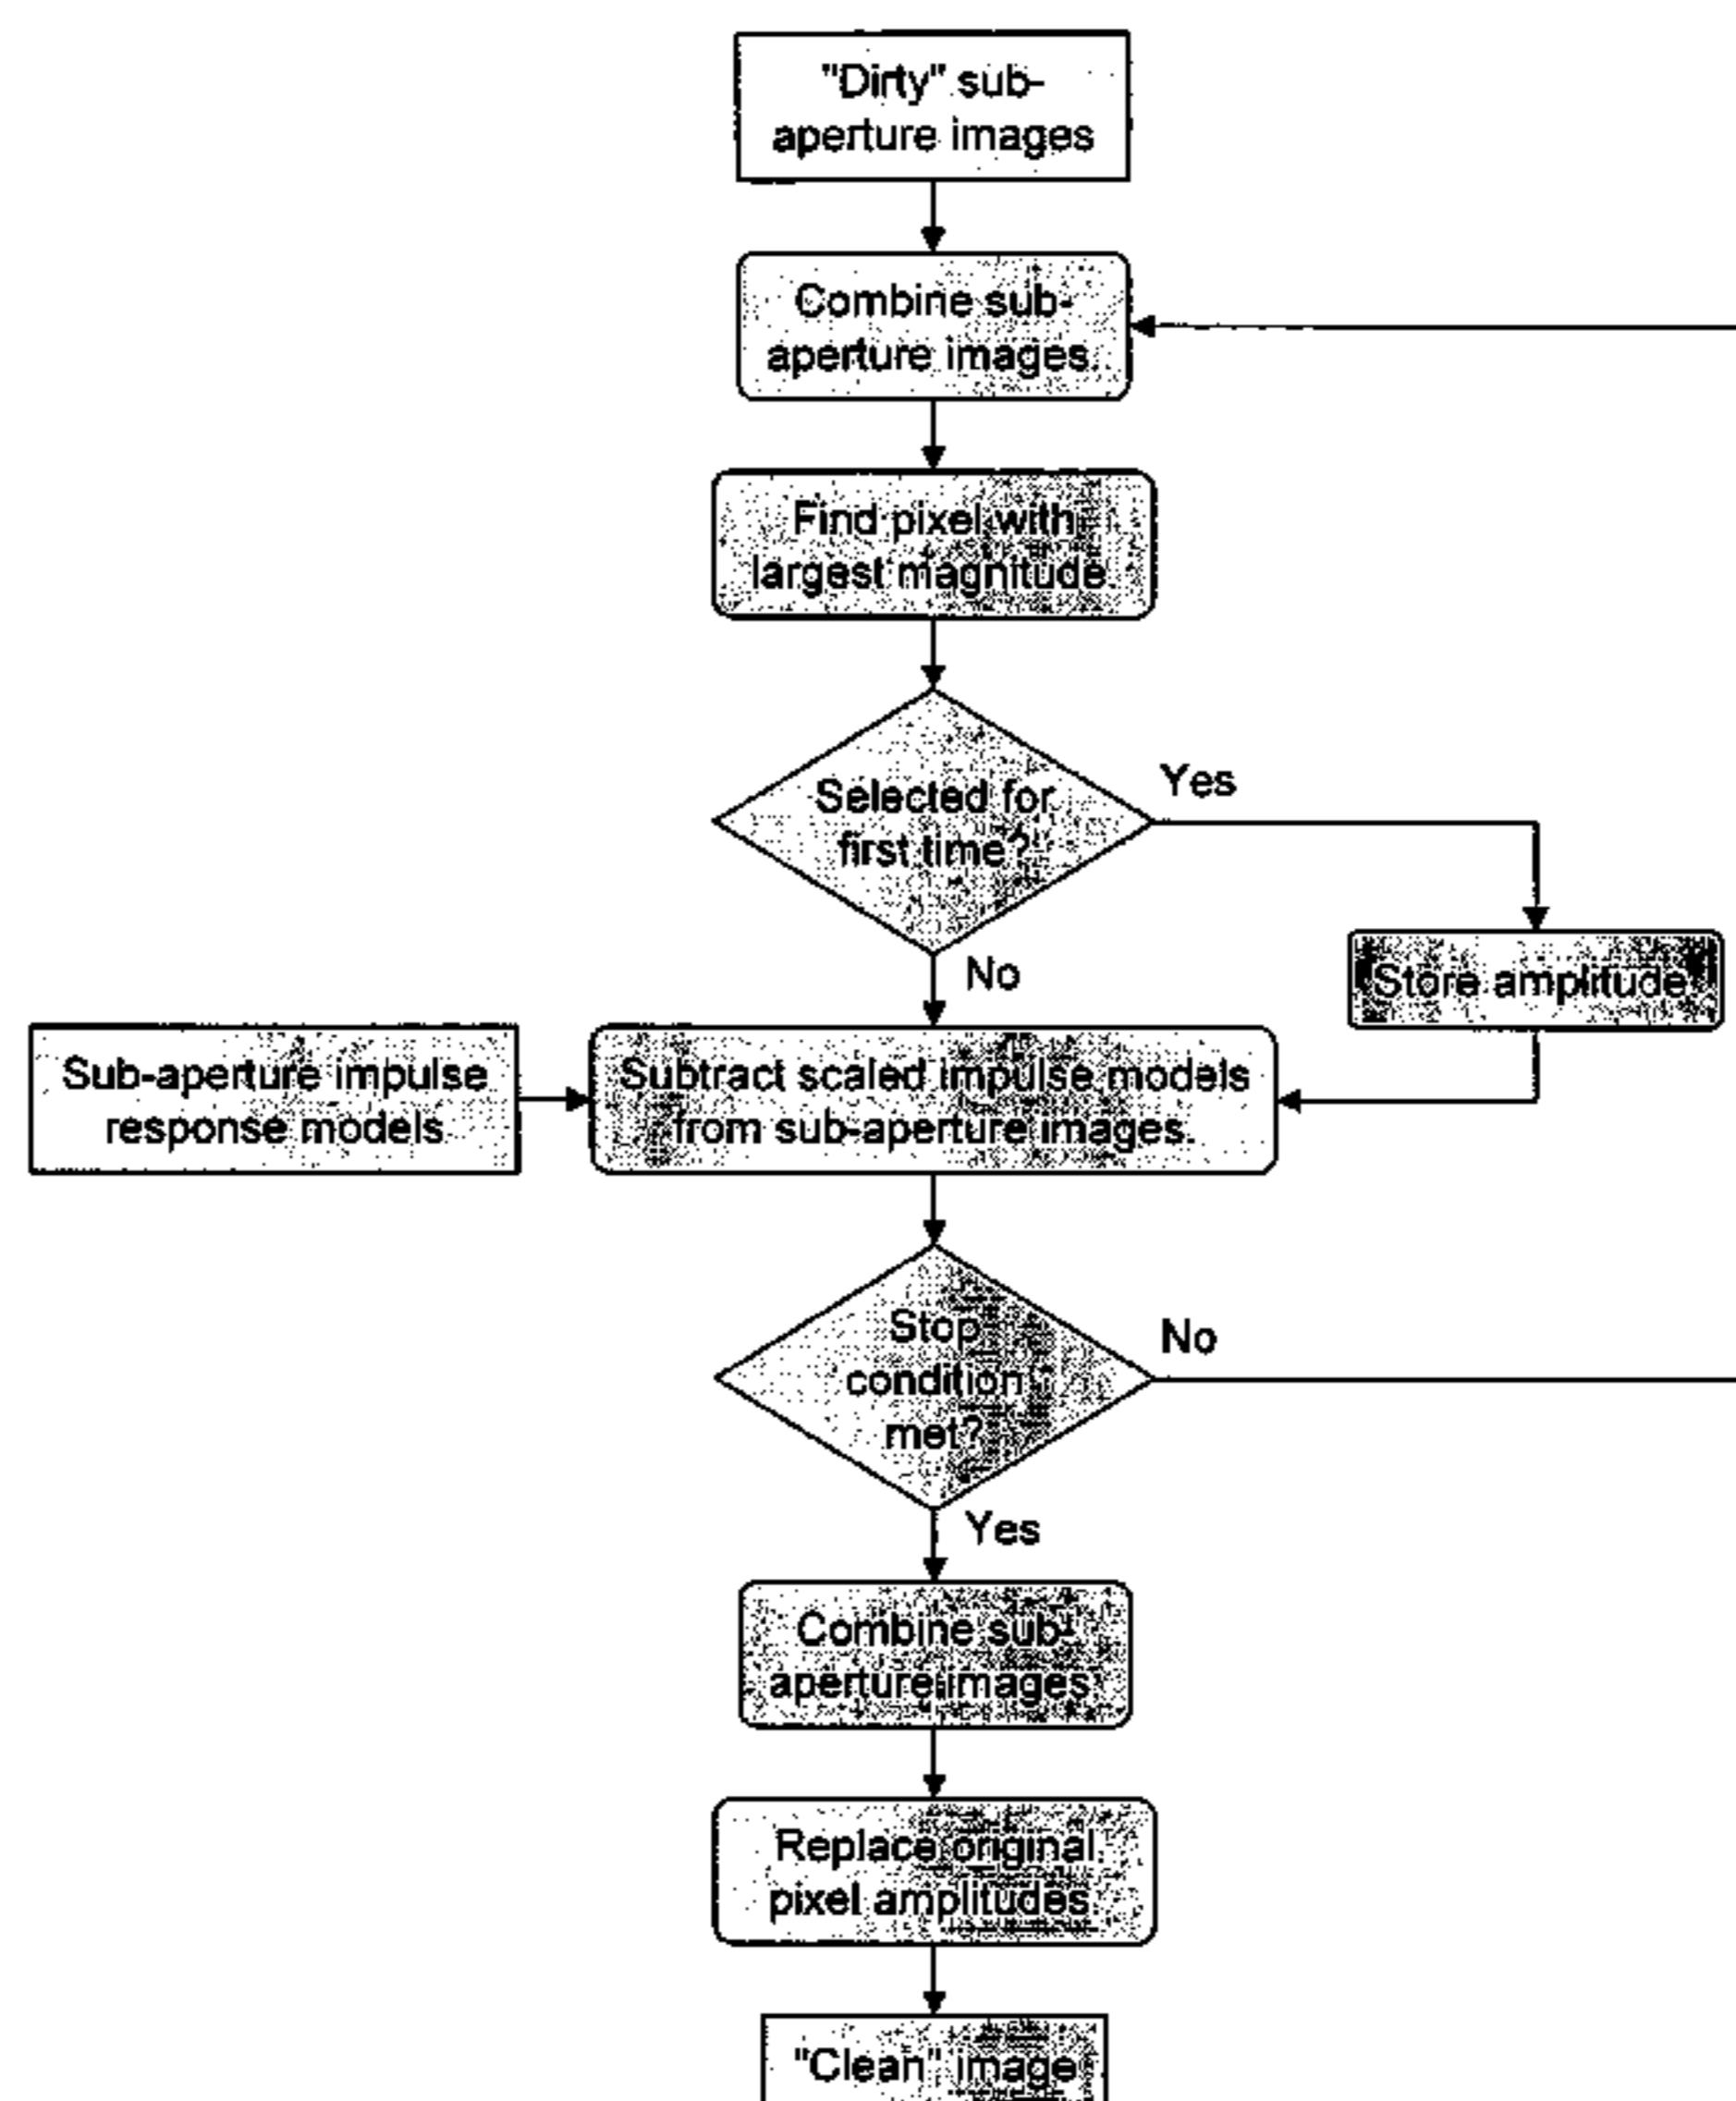 "Dirty" sub-
aperture images
Combine sub-
aperture images.
Find pixel with
largest magnitude.
Selected for
first time?
Yes
No
Store amplitude
Sub-aperture impulse
response models
Subtract scaled impulse models
from sub-aperture images.
Stop
condition
met?
No
Yes
Combine sub-
aperture images
Replace original
pixel amplitudes.
"Clean" image